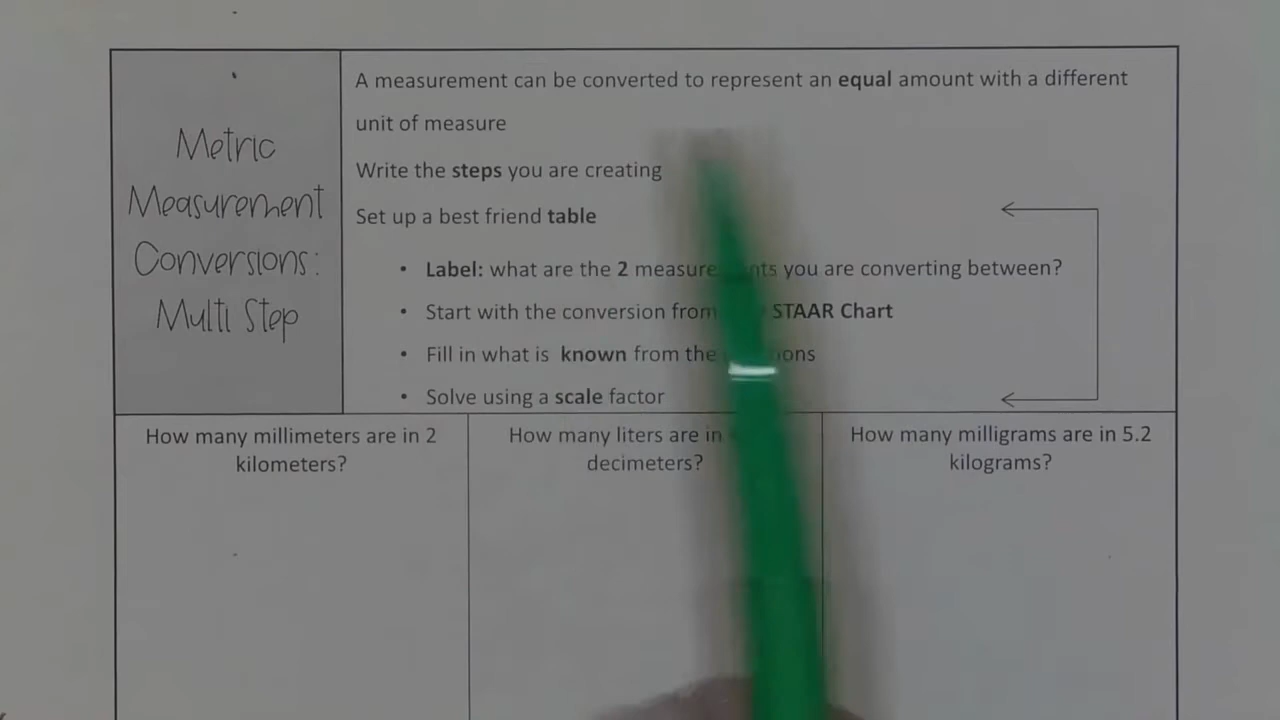 Metric
Measurement
Conversions:
Multi Step
A measurement can be converted to represent an equal amount with a different
unit of measure
Write the steps you are creating
Set up a best friend table
• Label: what are the 2 you are converting between?
• Start with the conversion from STAAR Chart
• Fill in what is known from the
• Solve using a scale factor
How many millimeters are in 2
kilometers?
How many liters are in
decimeters?
How many milligrams are in 5.2
kilograms?